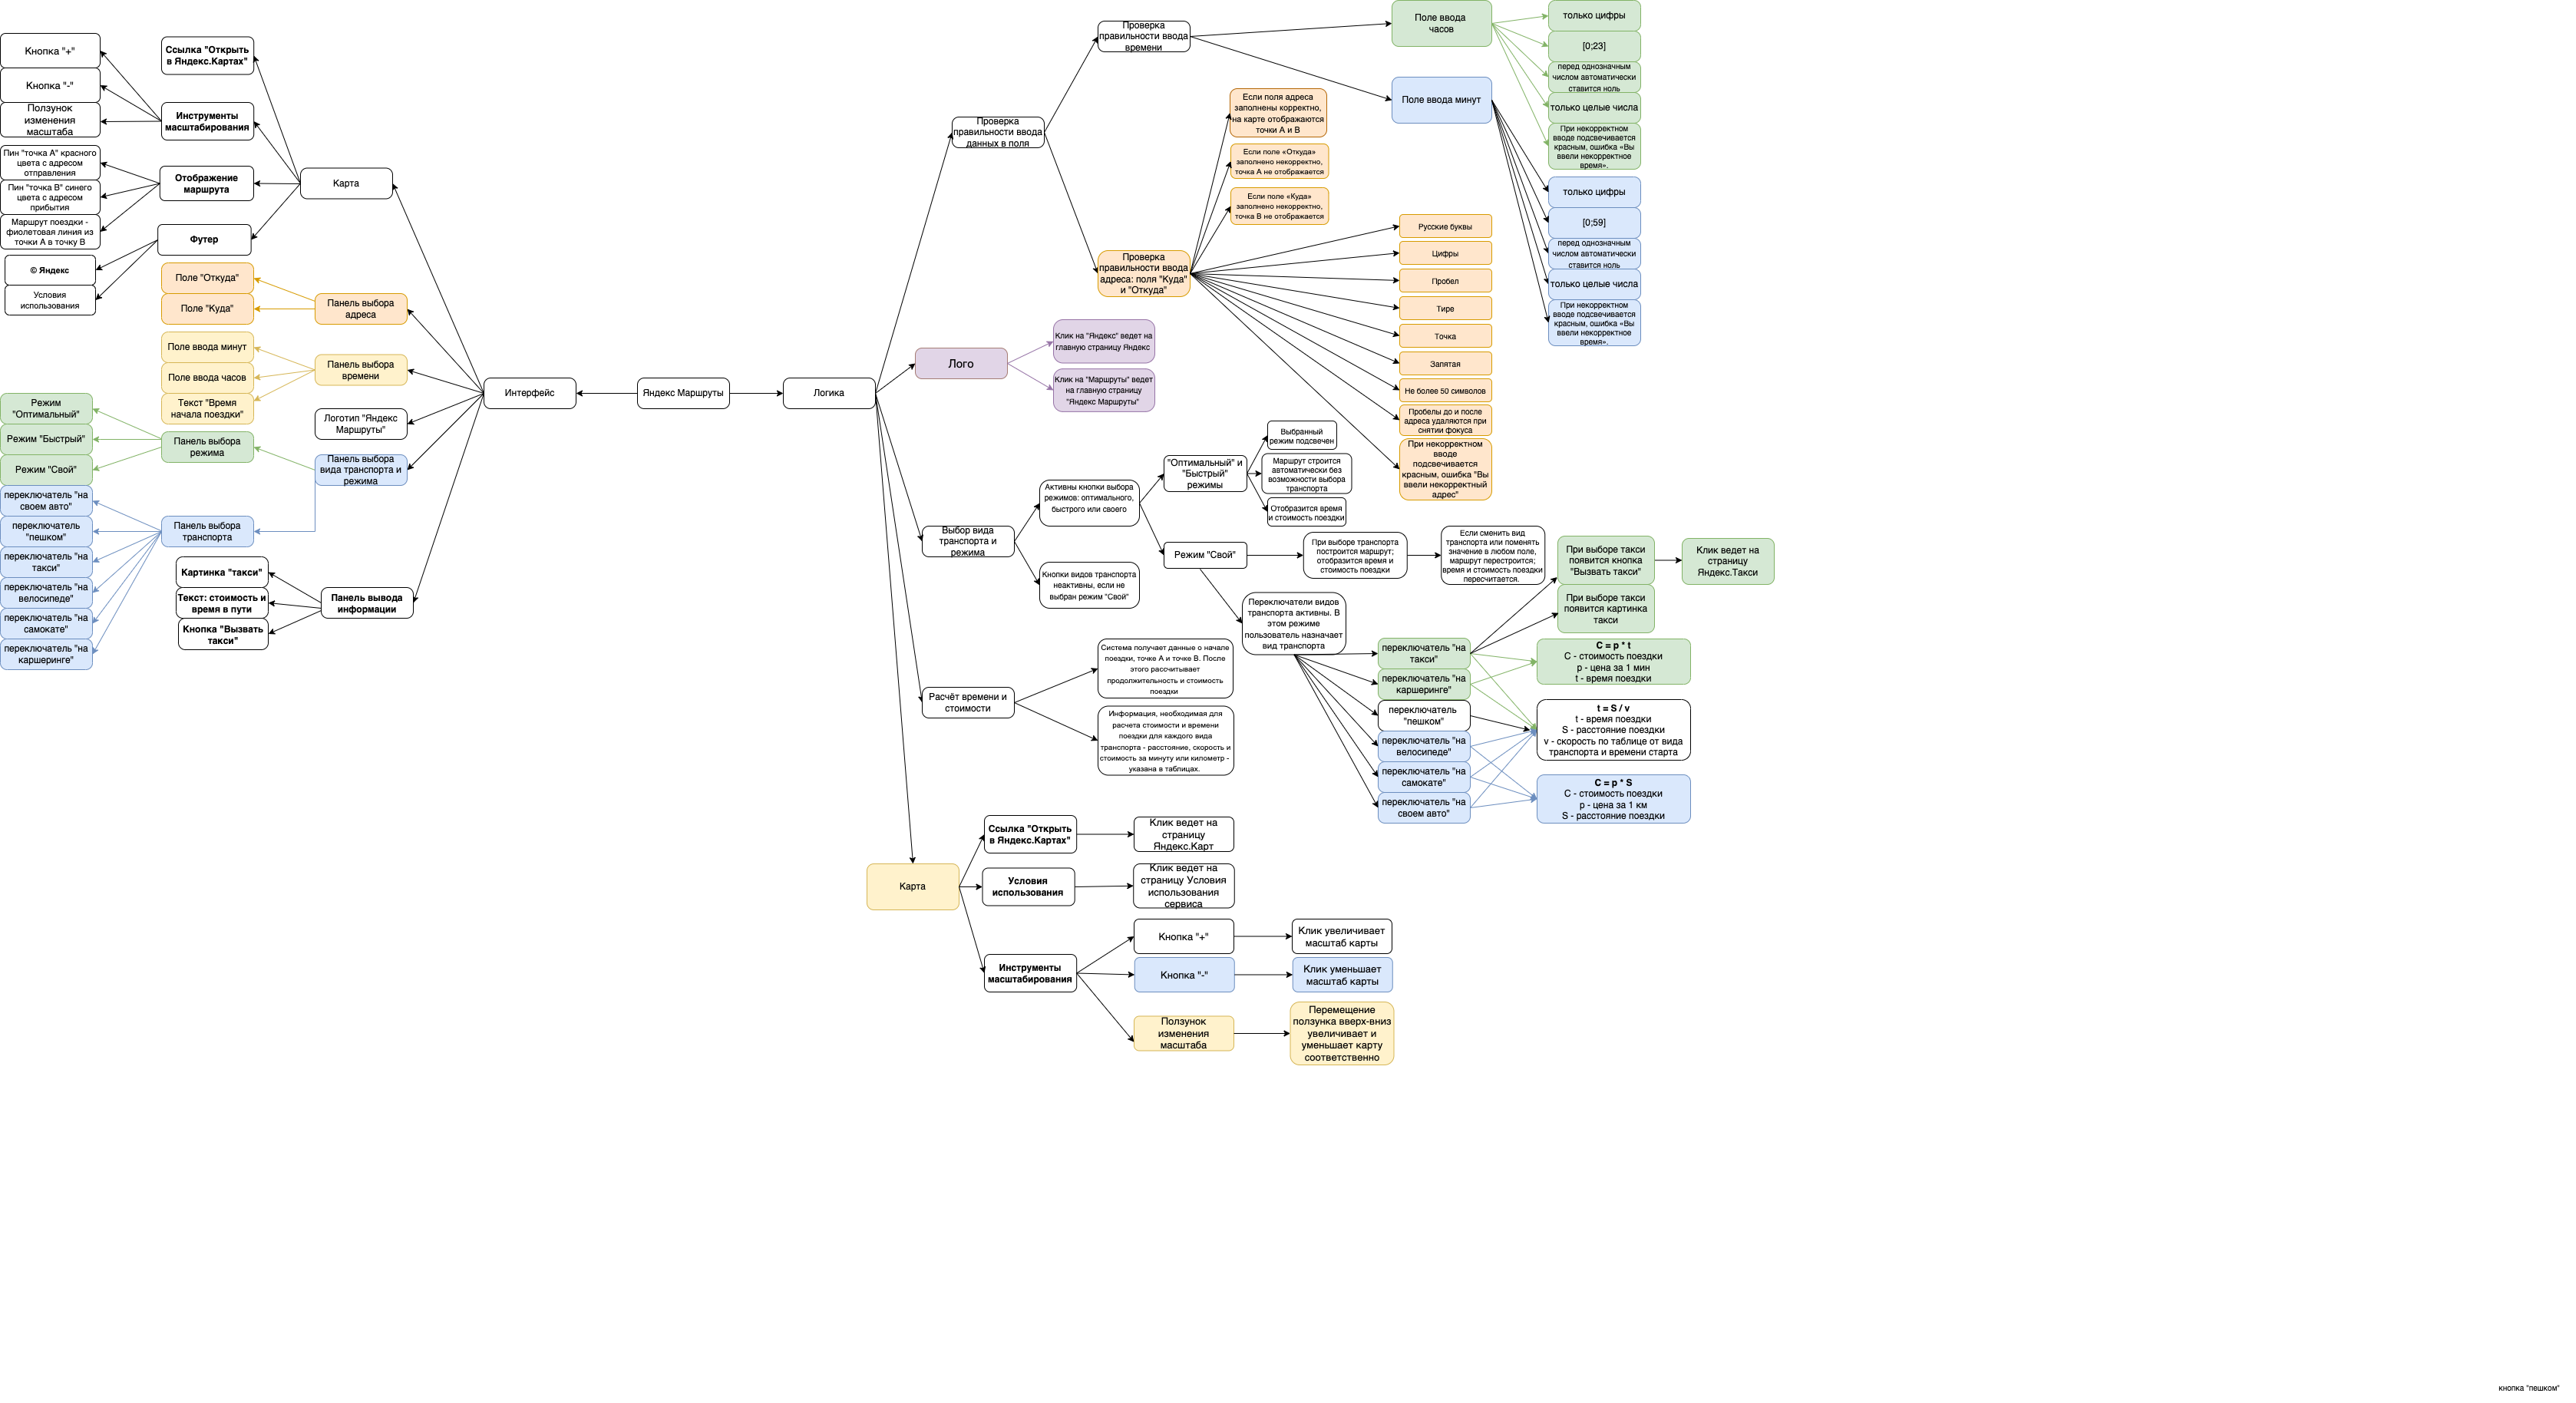 Кнопка "+"
Кнопка "-"
Ползунок
изменения
масштаба
Пин "точка А" красного
цвета с адресом
отправления
Пин "точка В" синего
цвета с адресом
прибытия
Маршрут поездки -
фиолетовая линия из
точки А в точку В
© Яндекс
Условия
использования
Ссылка "Открыть
в Яндекс.Картах"
Инструменты
масштабирования
Отображение
маршрута
Футер
Карта
Поле "Откуда"
Поле "Куда"
Панель выбора
адреса
Поле ввода минут
Поле ввода часов
Текст "Время
начала поездки"
Панель выбора
времени
Логотип "Яндекс
Маршруты"
Режим
"Оптимальный"
Режим "Быстрый"
Режим "Свой"
Панель выбора
режима
Панель выбора
вида транспорта и
режима
переключатель "на
своем авто"
переключатель
"пешком"
переключатель "на
такси"
переключатель "на
велосипеде"
переключатель "на
самокате"
переключатель "на
каршеринге"
Панель выбора
транспорта
Картинка "такси"
Текст: стоимость и
время в пути
Кнопка "Вызвать
такси"
Панель вывода
информации
Интерфейс
Яндекс Маршруты
Логика
Проверка
правильности ввода
данных в поля
Проверка
правильности ввода
времени
Поле ввода
часов
только цифры
[0;23]
перед однозначным
числом автоматически
ставится ноль
только целые числа
При некорректном
вводе подсвечивается
красным, ошибка «Вы
ввели некорректное
время».
Поле ввода минут
только цифры
[0;59]
перед однозначным
числом автоматически
ставится ноль
только целые числа
При некорректном
вводе подсвечивается
красным, ошибка «Вы
ввели некорректное
время».
Если поля адреса
заполнены корректно,
на карте отображаются
точки А и В
Если поле «Откуда»
заполнено некорректно,
точка А не отображается
Если поле «Куда»
заполнено некорректно,
точка В не отображается
Проверка
правильности ввода
адреса: поля "Куда"
и "Откуда"
Русские буквы
Цифры
Пробел
Тире
Точка
Запятая
Не более 50 символов
Пробелы до и после
адреса удаляются при
снятии фокуса
При некорректном
вводе
подсвечивается
красным, ошибка "Вы
ввели некорректный
адрес"
Лого
Клик на "Яндекс" ведет на
главную страницу Яндекс
Клик на "Маршруты" ведет
на главную страницу
"Яндекс Маршруты"
Выбор вида
транспорта и
режима
Активны кнопки выбора
режимов: оптимального,
быстрого или своего
Кнопки видов транспорта
неактивны, если не
выбран режим "Свой"
"Оптимальный" и
"Быстрый"
режимы
Выбранный
режим подсвечен
Маршрут строится
автоматически без
возможности выбора
транспорта
Отобразится время
и стоимость поездки
Режим "Свой"
При выборе транспорта
построится маршрут;
отобразится время и
стоимость поездки
Если сменить вид
транспорта или поменять
значение в любом поле,
маршрут перестроится;
время и стоимость поездки
пересчитается.
Переключатели видов
транспорта активны. В
этом режиме
пользователь назначает
вид транспорта
При выборе такси
появится кнопка
"Вызвать такси"
Клик ведет на
страницу
Яндекс.Такси
При выборе такси
появится картинка
такси
переключатель "на
такси"
переключатель "на
каршеринге"
переключатель
"пешком"
переключатель "на
велосипеде"
переключатель "на
самокате"
переключатель "на
своем авто"
C = p * t
C - стоимость поездки
p - цена за 1 мин
t - время поездки
t = S / v
t - время поездки
S - расстояние поездки
v - скорость по таблице от вида
транспорта и времени старта
C = p * S
C - стоимость поездки
p - цена за 1 км
S - расстояние поездки
Расчёт времени и
стоимости
Система получает данные о начале
поездки, точке А и точке В. После
этого рассчитывает
продолжительность и стоимость
поездки
Информация, необходимая для
расчета стоимости и времени
поездки для каждого вида
транспорта - расстояние, скорость и
стоимость за минуту или километр -
указана в таблицах.
Карта
Ссылка "Открыть
в Яндекс.Картах"
Клик ведет на
страницу
Яндекс.Карт
Условия
использования
Клик ведет на
страницу Условия
использования
сервиса
Инструменты
масштабирования
Кнопка "+"
Клик увеличивает
масштаб карты
Кнопка "-"
Клик уменьшает
масштаб карты
Ползунок
изменения
масштаба
Перемещение
ползунка вверх-вниз
увеличивает и
уменьшает карту
соответственно
кнопка "пешком"